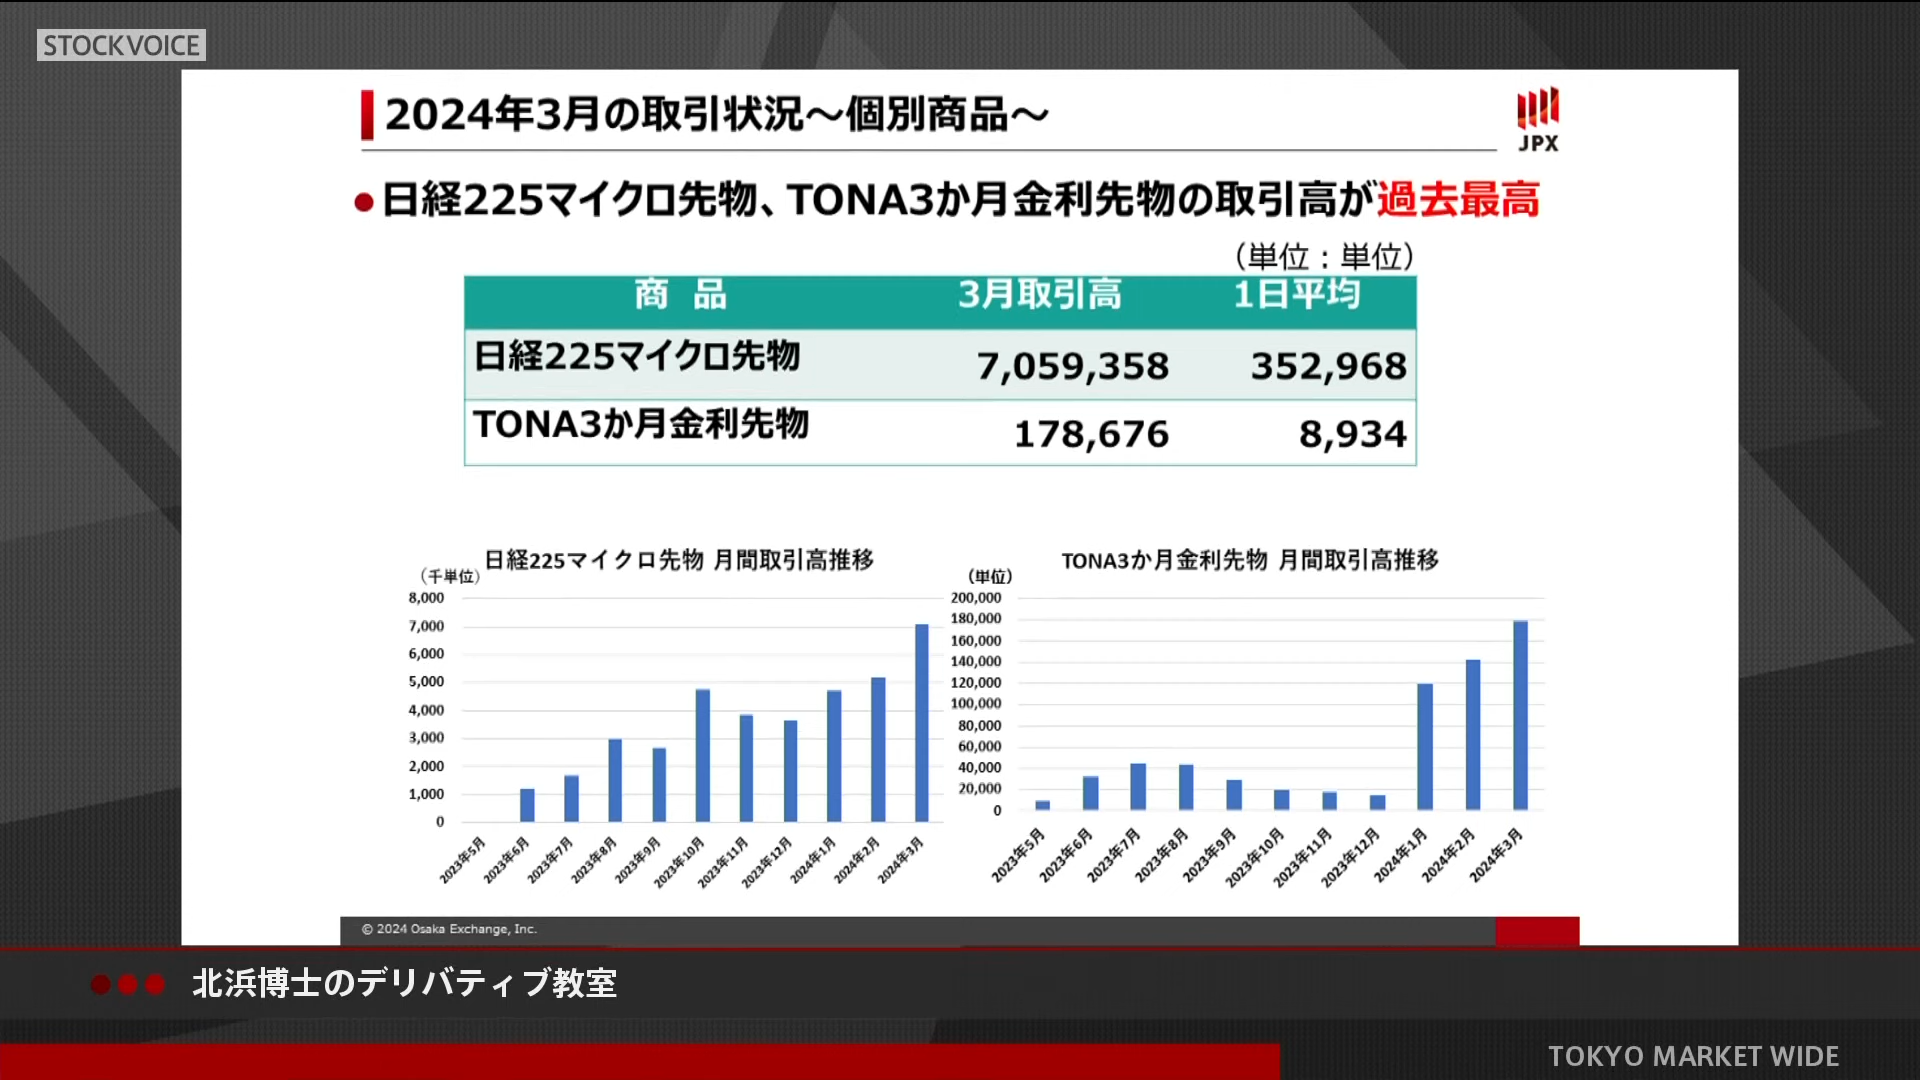 STOCKVOICE
2024年3月の取引状況～個別商品～
JPX
●日経225マイクロ先物、TONA3か月金利先物の取引高が過去最高
（単位：単位）
商 品 3月取引高 1日平均
日経225マイクロ先物 7,059,358 352,968
TONA3か月金利先物 178,676 8,934
日経225マイクロ先物 月間取引高推移
（千単位）
8,000
7,000
6,000
5,000
4,000
3,000
2,000
1,000
0
2023年5月 2023年6月 2023年7月 2023年8月 2023年9月 2023年10月 2023年11月 2023年12月 2024年1月 2024年2月 2024年3月
TONA3か月金利先物 月間取引高推移
（単位）
200,000
180,000
160,000
140,000
120,000
100,000
80,000
60,000
40,000
20,000
0
2023年5月 2023年6月 2023年7月 2023年8月 2023年9月 2023年10月 2023年11月 2023年12月 2024年1月 2024年2月 2024年3月
© 2024 Osaka Exchange, Inc.
北浜博士のデリバティブ教室
TOKYO MARKET WIDE